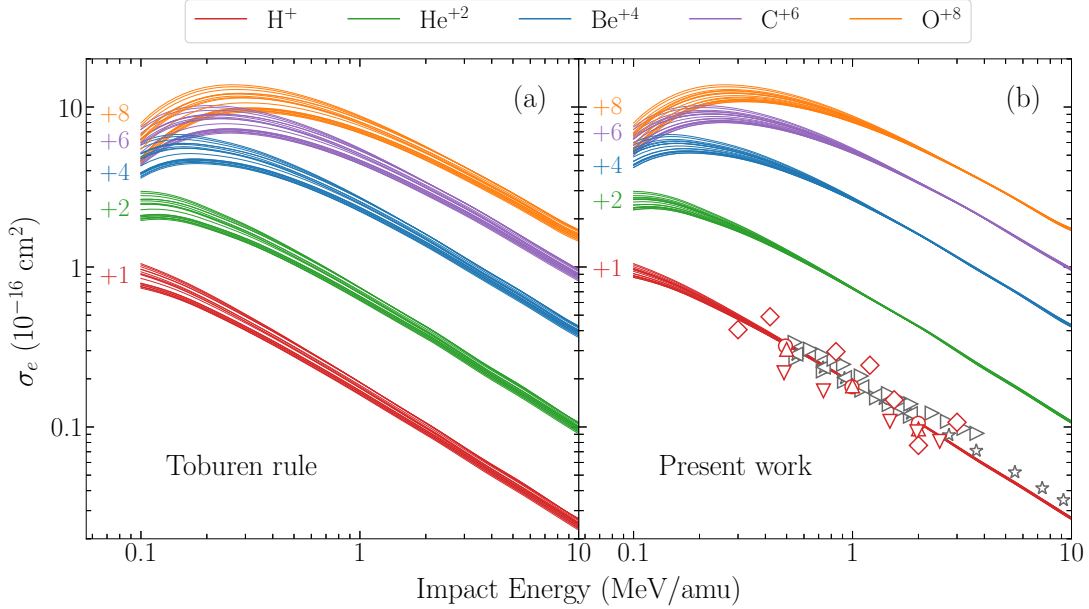 H⁺ He⁺² Be⁺⁴ C⁺⁶ O⁺⁸
σₑ (10⁻¹⁶ cm²)
10
1
0.1
(a)
+8
+6
+4
+2
+1
Toburen rule
0.1 1 10
(b)
+8
+6
+4
+2
+1
Present work
0.1 1 10
Impact Energy (MeV/amu)